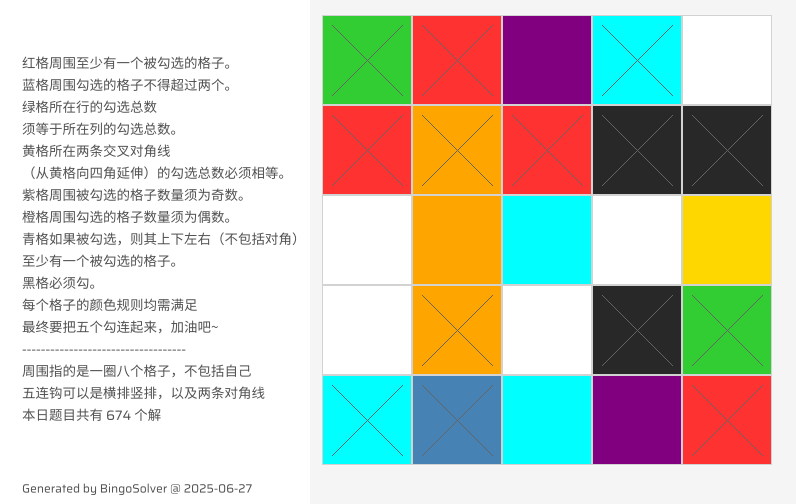 红格周围至少有一个被勾选的格子。
蓝格周围勾选的格子不得超过两个。
绿格所在行的勾选总数
须等于所在列的勾选总数。
黄格所在两条交叉对角线
（从黄格向四角延伸）的勾选总数必须相等。
紫格周围被勾选的格子数量须为奇数。
橙格周围勾选的格子数量须为偶数。
青格如果被勾选，则其上下左右（不包括对角）
至少有一个被勾选的格子。
黑格必须勾。
每个格子的颜色规则均需满足
最终要把五个勾连起来，加油吧~
-----------------------------------
周围指的是一圈八个格子，不包括自己
五连钩可以是横排竖排，以及两条对角线
本日题目共有 674 个解
Generated by BingoSolver @ 2025-06-27